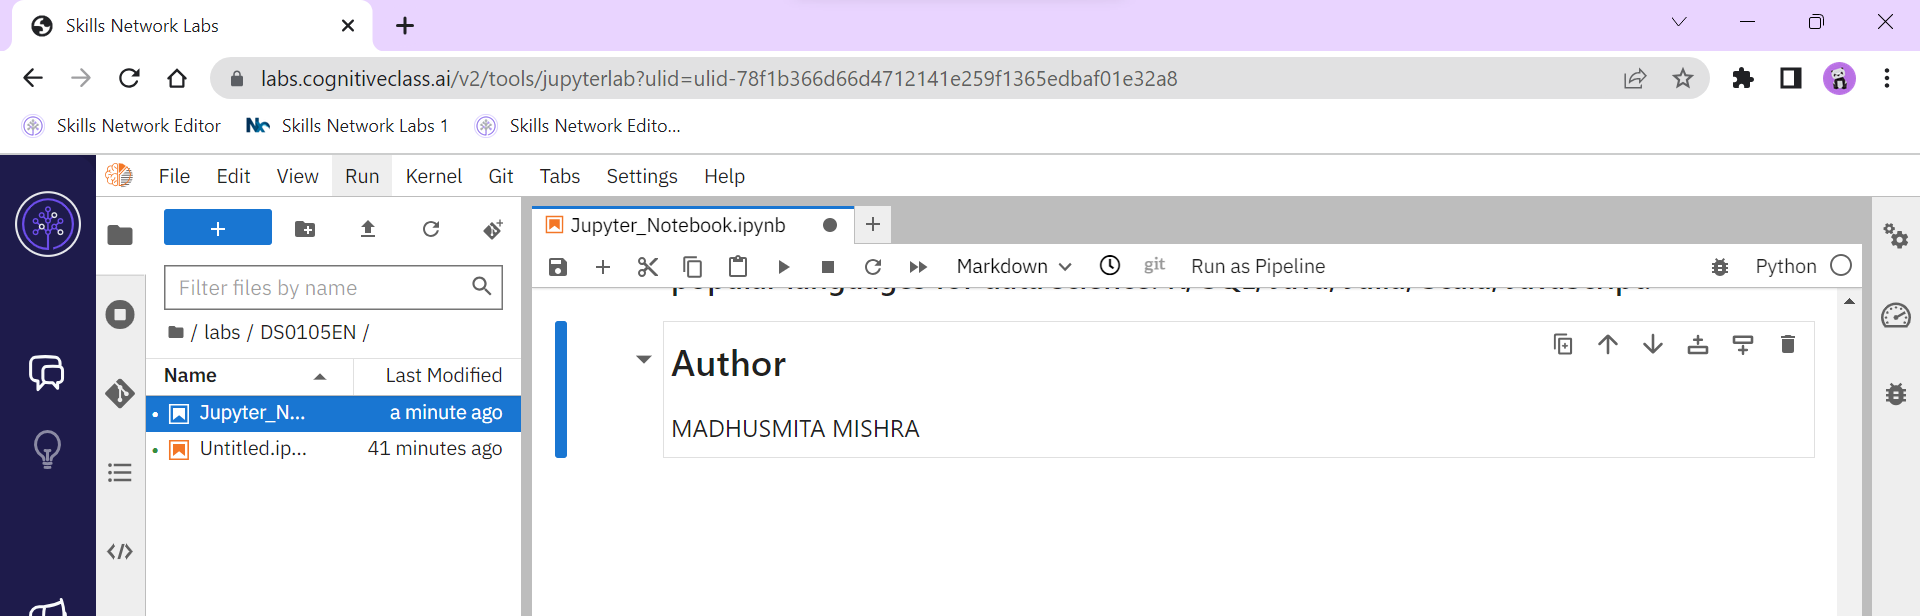 Skills Network Labs
labs.cognitiveclass.ai/v2/tools/jupyterlab?ulid=ulid-78f1b366d66d4712141e259f1365edbaf01e32a8
Skills Network Editor Skills Network Labs 1 Skills Network Edito...
File Edit View Run Kernel Git Tabs Settings Help
Jupyter_Notebook.ipynb
Markdown git Run as Pipeline Python
Filter files by name
/ labs / DS0105EN /
Name Last Modified
Jupyter_N... a minute ago
Untitled.ip... 41 minutes ago
Author
MADHUSMITA MISHRA